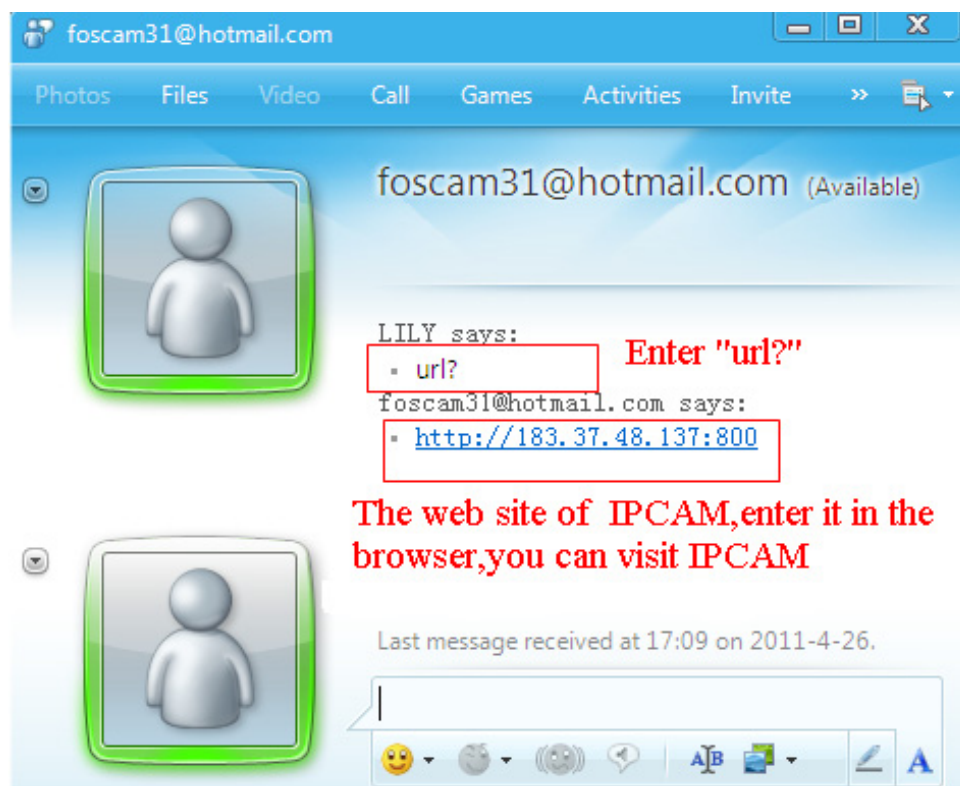 foscam31@hotmail.com
Photos Files Video Call Games Activities Invite »
foscam31@hotmail.com (Available)
LILY says:
url?
Enter "url?"
foscam31@hotmail.com says:
http://183.37.48.137:800
The web site of IPCAM,enter it in the
browser,you can visit IPCAM
Last message received at 17:09 on 2011-4-26.